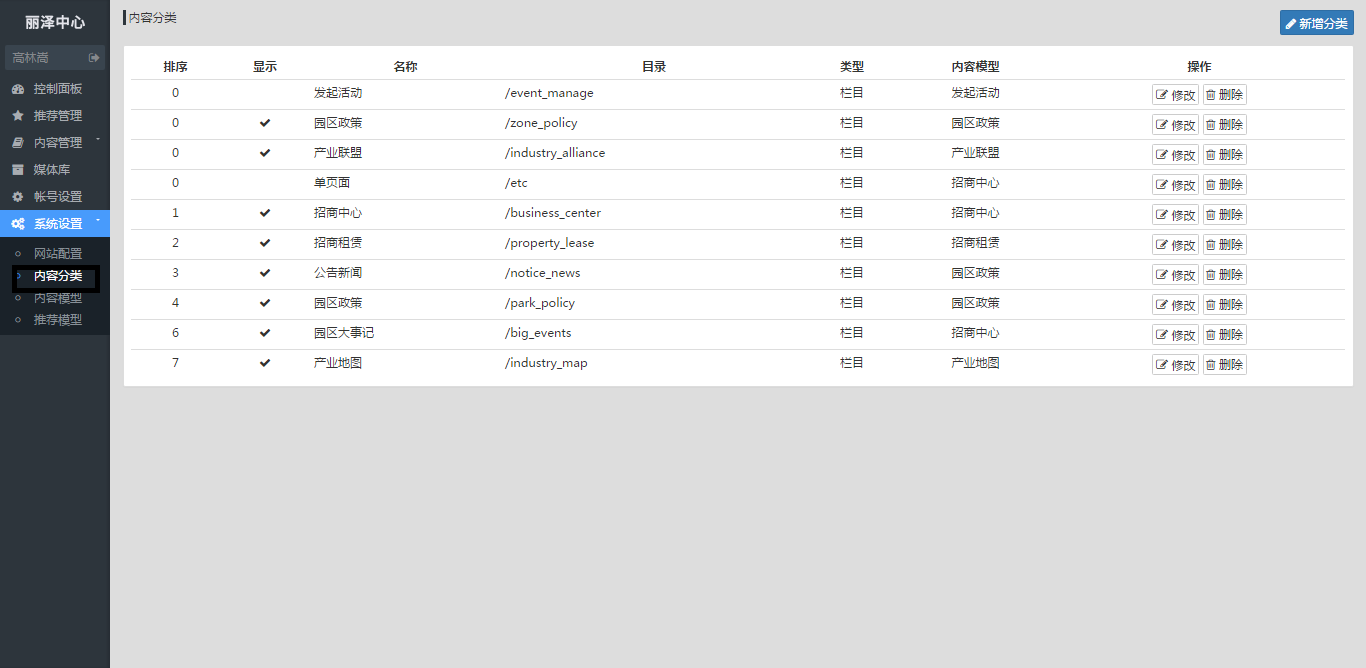 丽泽中心
高林嵩
控制面板
推荐管理
内容管理
媒体库
帐号设置
系统设置
网站配置
内容分类
内容模型
推荐模型
内容分类
新增分类
排序 显示 名称 目录 类型 内容模型 操作
0 发起活动 /event_manage 栏目 发起活动 修改 删除
0 园区政策 /zone_policy 栏目 园区政策 修改 删除
0 产业联盟 /industry_alliance 栏目 产业联盟 修改 删除
0 单页面 /etc 栏目 招商中心 修改 删除
1 招商中心 /business_center 栏目 招商中心 修改 删除
2 招商租赁 /property_lease 栏目 招商租赁 修改 删除
3 公告新闻 /notice_news 栏目 园区政策 修改 删除
4 园区政策 /park_policy 栏目 园区政策 修改 删除
6 园区大事记 /big_events 栏目 招商中心 修改 删除
7 产业地图 /industry_map 栏目 产业地图 修改 删除